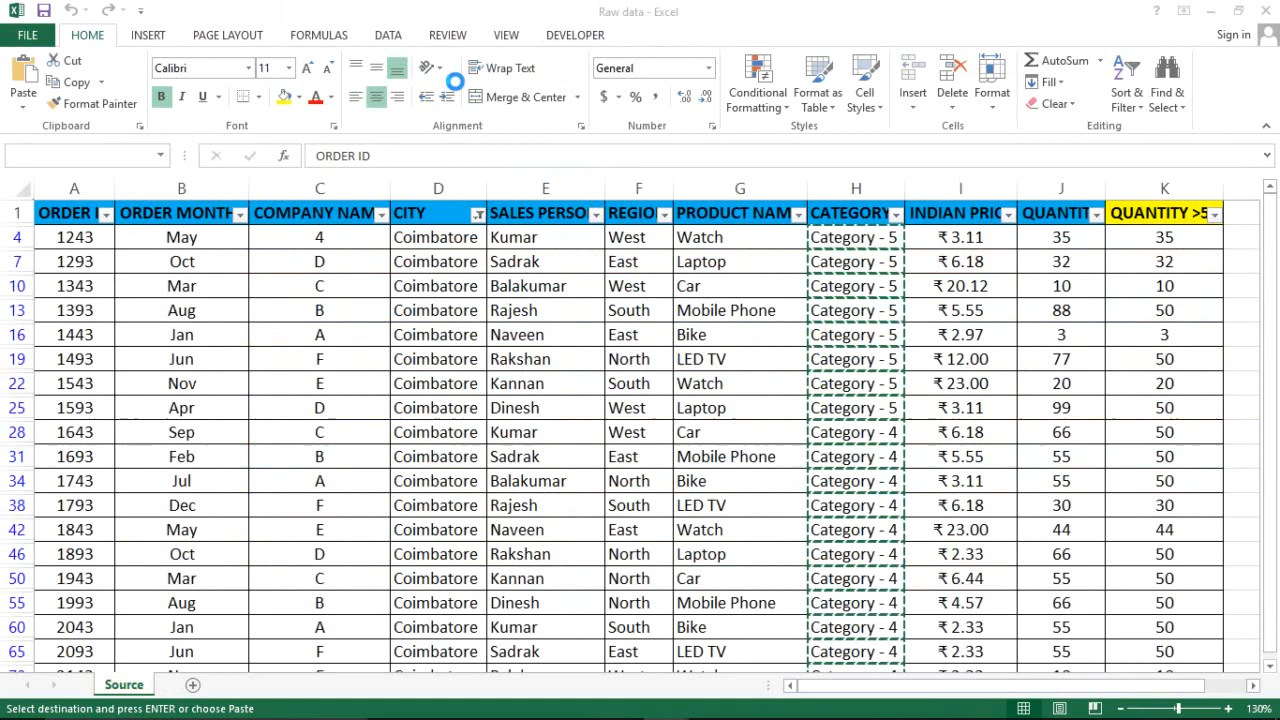 Raw data - Excel
?
FILE HOME INSERT PAGE LAYOUT FORMULAS DATA REVIEW VIEW DEVELOPER Sign in
Paste Cut Calibri 11 Wrap Text General Conditional Formatting Format as Table Cell Styles Insert Delete Format AutoSum Sort & Filter Find & Select
Copy Fill
Format Painter B I U A Merge & Center $ % , Clear
Clipboard Font Alignment Number Styles Cells Editing
fx ORDER ID
A B C D E F G H I J K
1 ORDER I ORDER MONTH COMPANY NAM CITY SALES PERSO REGIO PRODUCT NAM CATEGORY INDIAN PRIC QUANTIT QUANTITY >5
4 1243 May 4 Coimbatore Kumar West Watch Category - 5 ₹ 3.11 35 35
7 1293 Oct D Coimbatore Sadrak East Laptop Category - 5 ₹ 6.18 32 32
10 1343 Mar C Coimbatore Balakumar West Car Category - 5 ₹ 20.12 10 10
13 1393 Aug B Coimbatore Rajesh South Mobile Phone Category - 5 ₹ 5.55 88 50
16 1443 Jan A Coimbatore Naveen East Bike Category - 5 ₹ 2.97 3 3
19 1493 Jun F Coimbatore Rakshan North LED TV Category - 5 ₹ 12.00 77 50
22 1543 Nov E Coimbatore Kannan South Watch Category - 5 ₹ 23.00 20 20
25 1593 Apr D Coimbatore Dinesh West Laptop Category - 5 ₹ 3.11 99 50
28 1643 Sep C Coimbatore Kumar West Car Category - 4 ₹ 6.18 66 50
31 1693 Feb B Coimbatore Sadrak East Mobile Phone Category - 4 ₹ 5.55 55 50
34 1743 Jul A Coimbatore Balakumar North Bike Category - 4 ₹ 3.11 55 50
38 1793 Dec F Coimbatore Rajesh South LED TV Category - 4 ₹ 6.18 30 30
42 1843 May E Coimbatore Naveen East Watch Category - 4 ₹ 23.00 44 44
46 1893 Oct D Coimbatore Rakshan North Laptop Category - 4 ₹ 2.33 66 50
50 1943 Mar C Coimbatore Kannan North Car Category - 4 ₹ 6.44 55 50
55 1993 Aug B Coimbatore Dinesh North Mobile Phone Category - 4 ₹ 4.57 66 50
60 2043 Jan A Coimbatore Kumar South Bike Category - 4 ₹ 2.33 55 50
65 2093 Jun F Coimbatore Sadrak East LED TV Category - 4 ₹ 2.33 55 50
Source
Select destination and press ENTER or choose Paste 130%